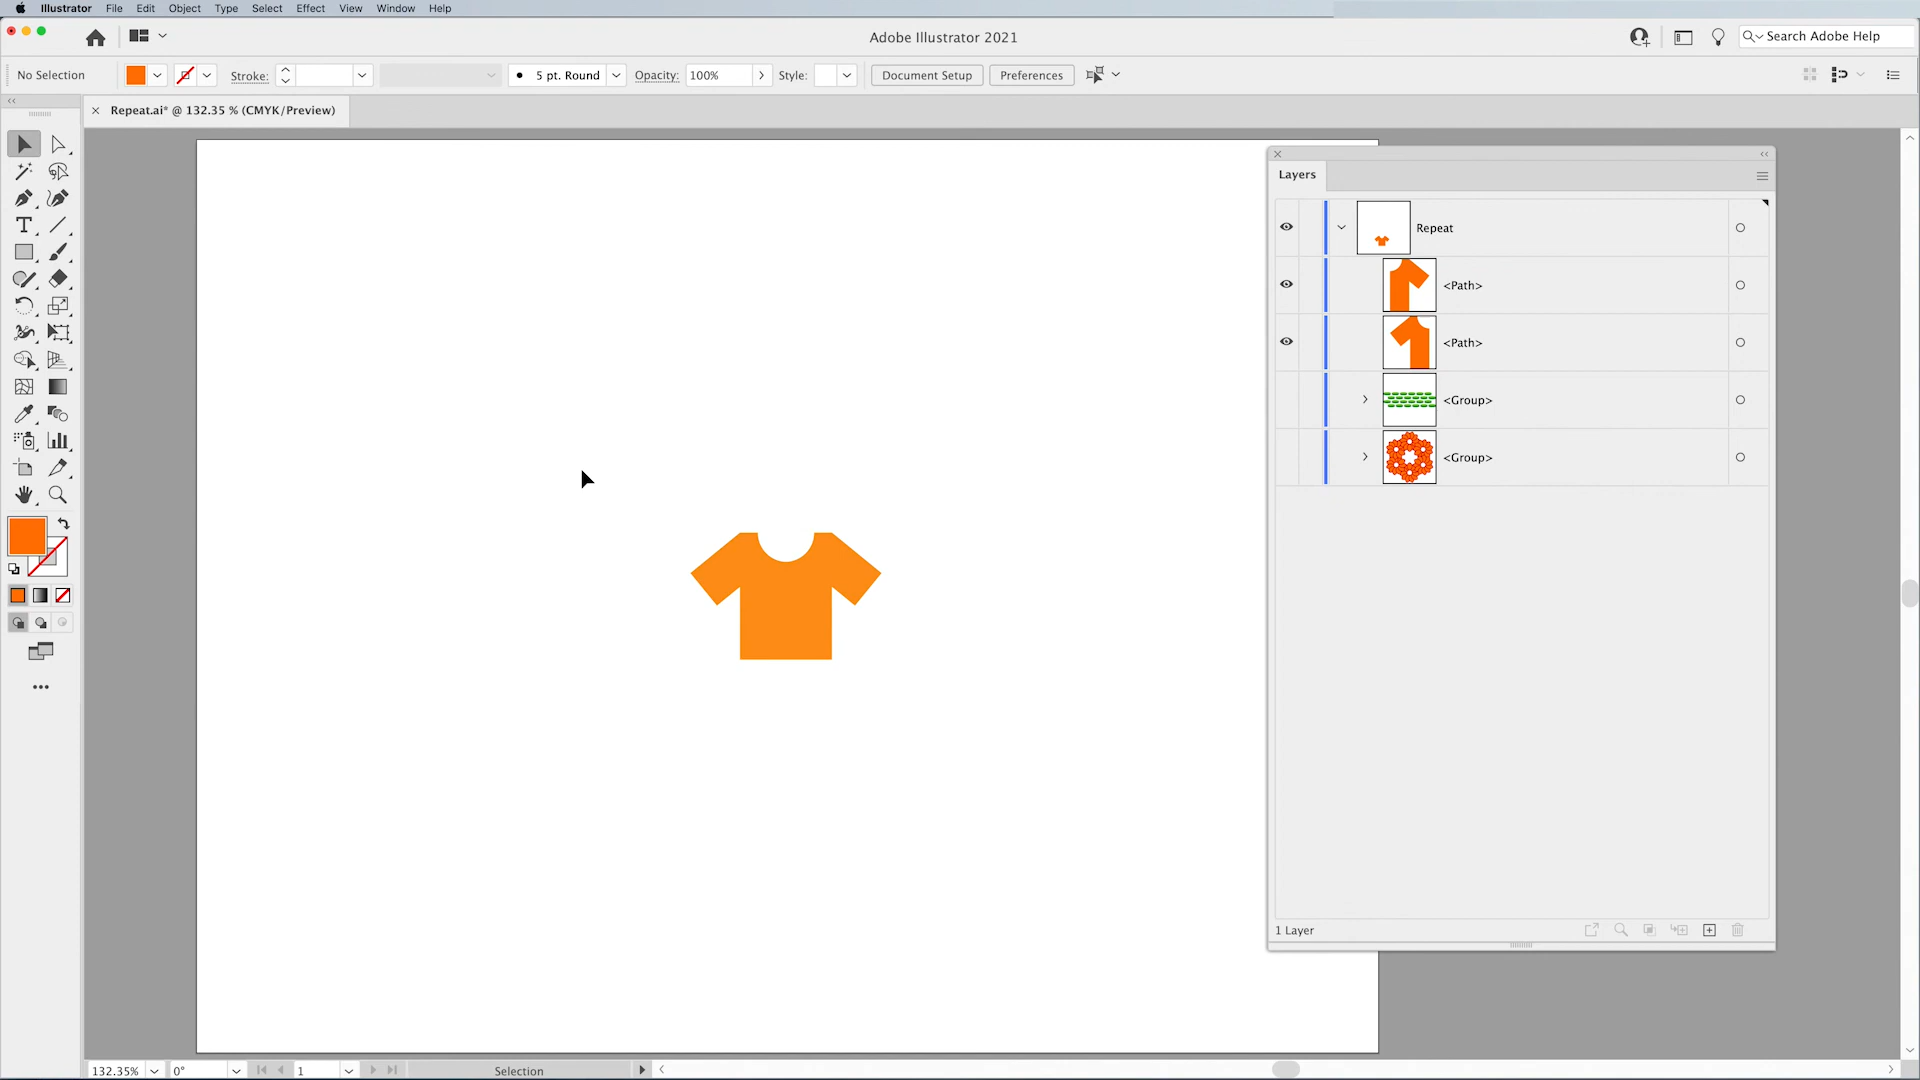 Illustrator File Edit Object Type Select Effect View Window Help
Adobe Illustrator 2021
Search Adobe Help
No Selection
Stroke:
5 pt. Round
Opacity: 100%
Style:
Document Setup
Preferences
Repeat.ai* @ 132.35 % (CMYK/Preview)
Layers
Repeat
<Path>
<Path>
<Group>
<Group>
1 Layer
132.35% 0° 1 Selection